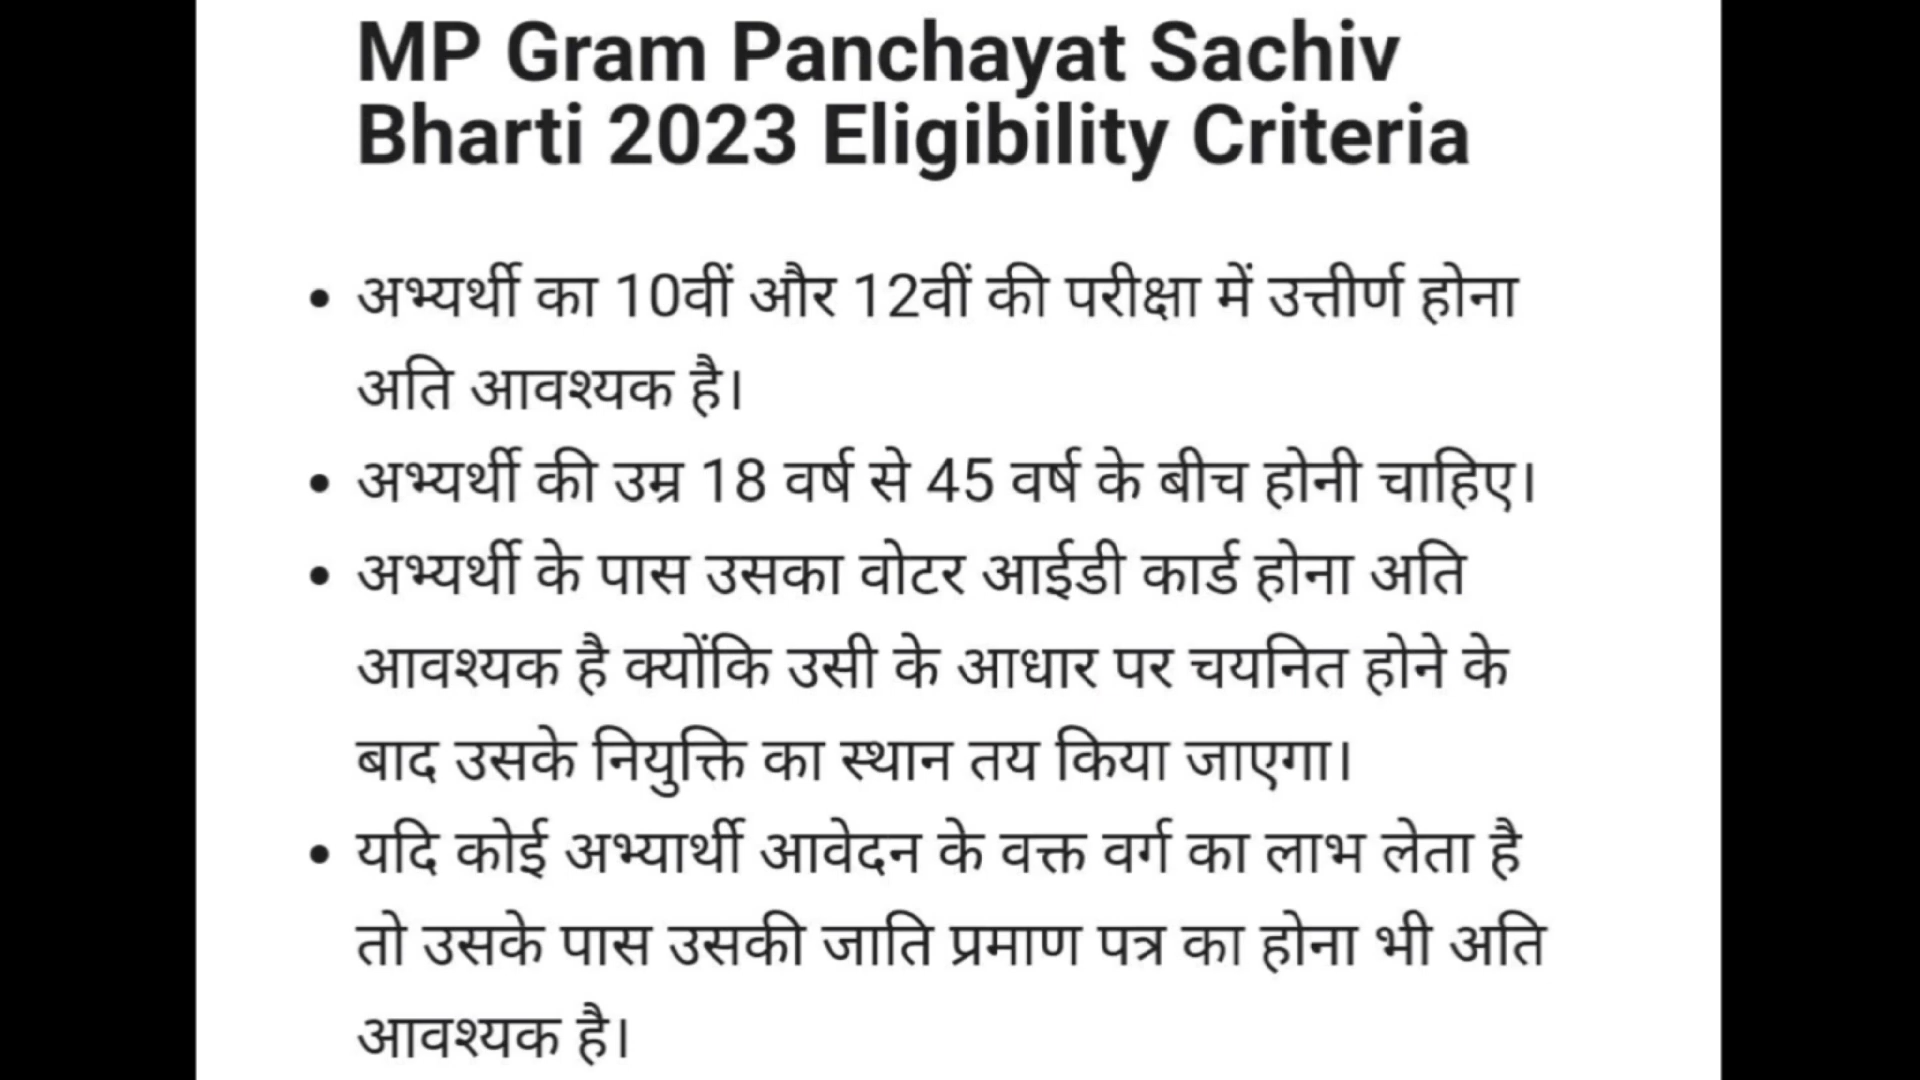 MP Gram Panchayat Sachiv
Bharti 2023 Eligibility Criteria
• अभ्यर्थी का 10वीं और 12वीं की परीक्षा में उत्तीर्ण होना
अति आवश्यक है।
• अभ्यर्थी की उम्र 18 वर्ष से 45 वर्ष के बीच होनी चाहिए।
• अभ्यर्थी के पास उसका वोटर आईडी कार्ड होना अति
आवश्यक है क्योंकि उसी के आधार पर चयनित होने के
बाद उसके नियुक्ति का स्थान तय किया जाएगा।
• यदि कोई अभ्यार्थी आवेदन के वक्त वर्ग का लाभ लेता है
तो उसके पास उसकी जाति प्रमाण पत्र का होना भी अति
आवश्यक है।